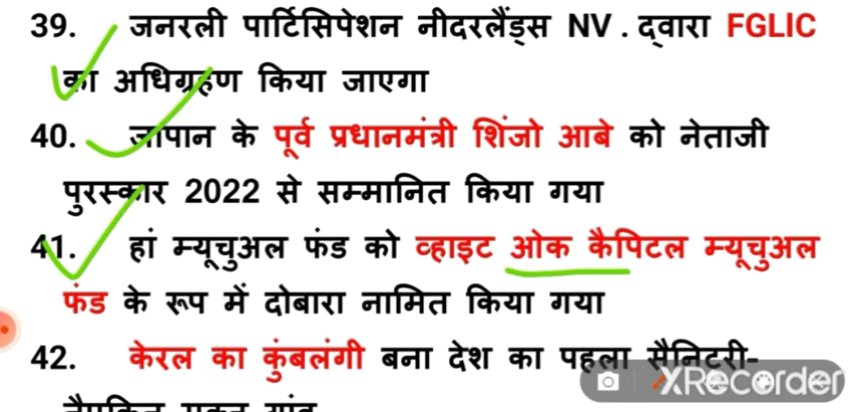 39. जनरली पार्टिसिपेशन नीदरलैंड्स NV . द्वारा FGLIC
का अधिग्रहण किया जाएगा
40. जापान के पूर्व प्रधानमंत्री शिंजो आबे को नेताजी
पुरस्कार 2022 से सम्मानित किया गया
41. हां म्यूचुअल फंड को व्हाइट ओक कैपिटल म्यूचुअल
फंड के रूप में दोबारा नामित किया गया
42. केरल का कुंबलंगी बना देश का पहला सैनिटरी-
XRecorder